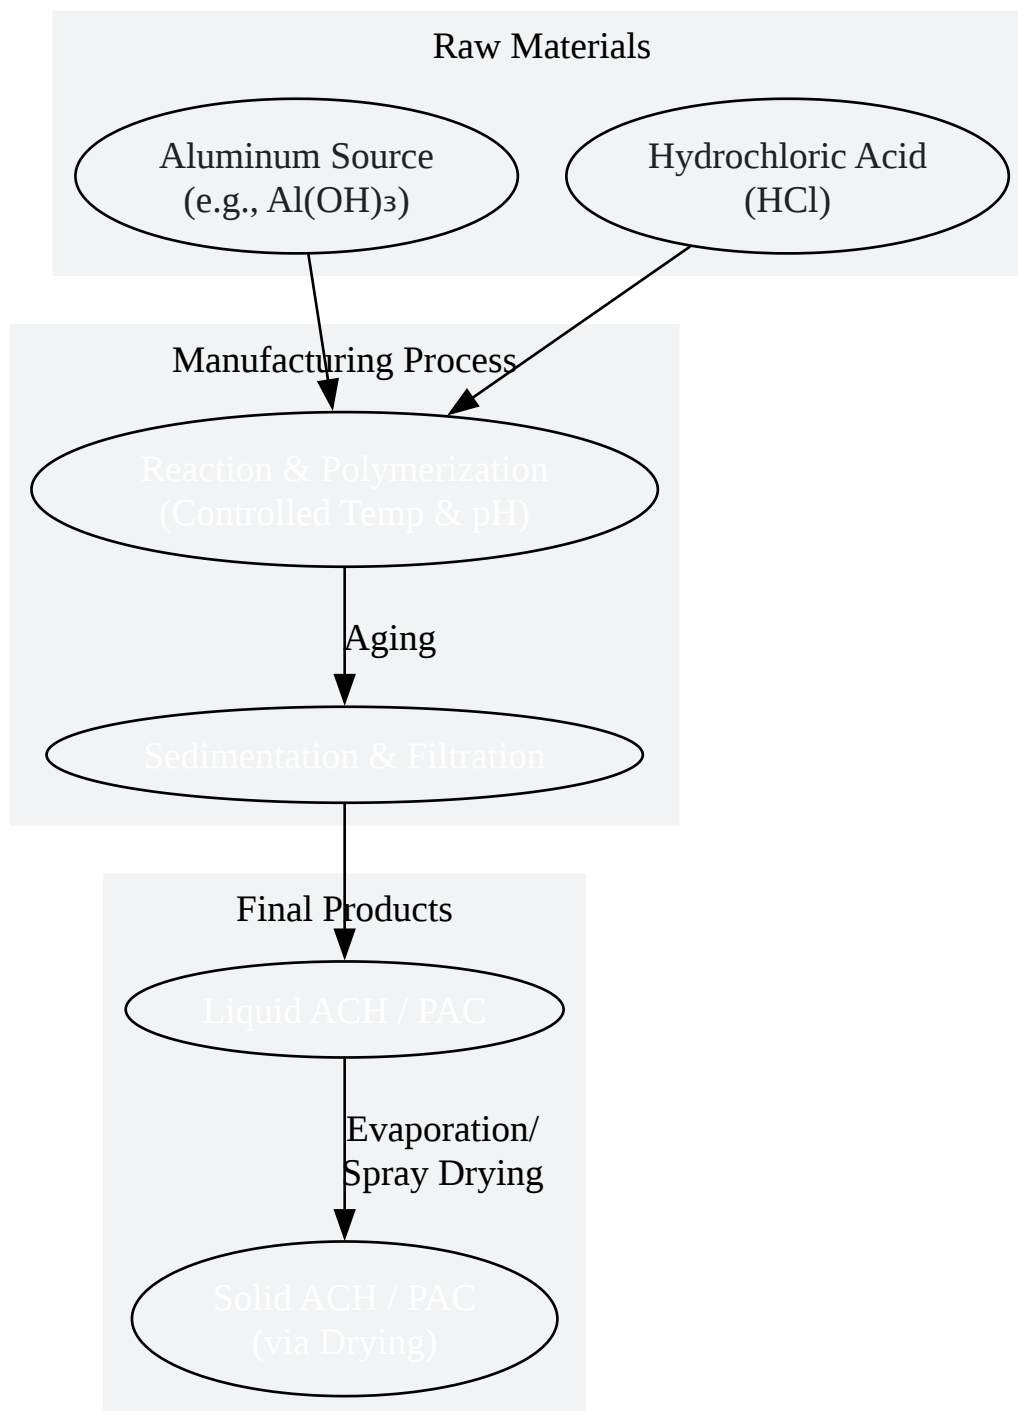 Raw Materials
Aluminum Source
(e.g., Al(OH)₃)
Hydrochloric Acid
(HCl)
Manufacturing Process
Reaction & Polymerization
(Controlled Temp & pH)
Aging
Sedimentation & Filtration
Final Products
Liquid ACH / PAC
Evaporation/
Spray Drying
Solid ACH / PAC
(via Drying)